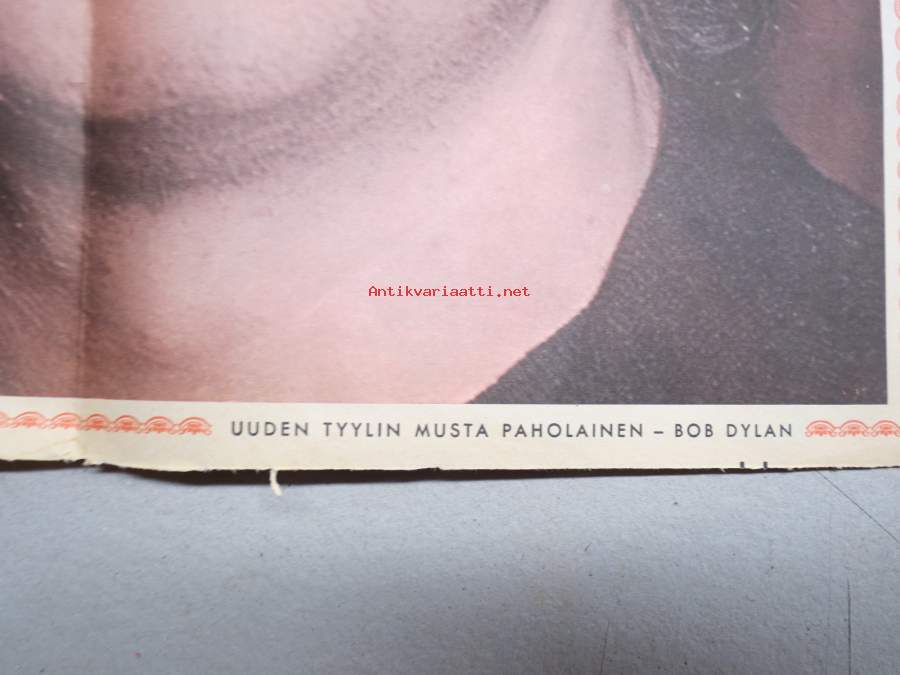 Antikvariaatti.net
UUDEN TYYLIN MUSTA PAHOLAINEN – BOB DYLAN